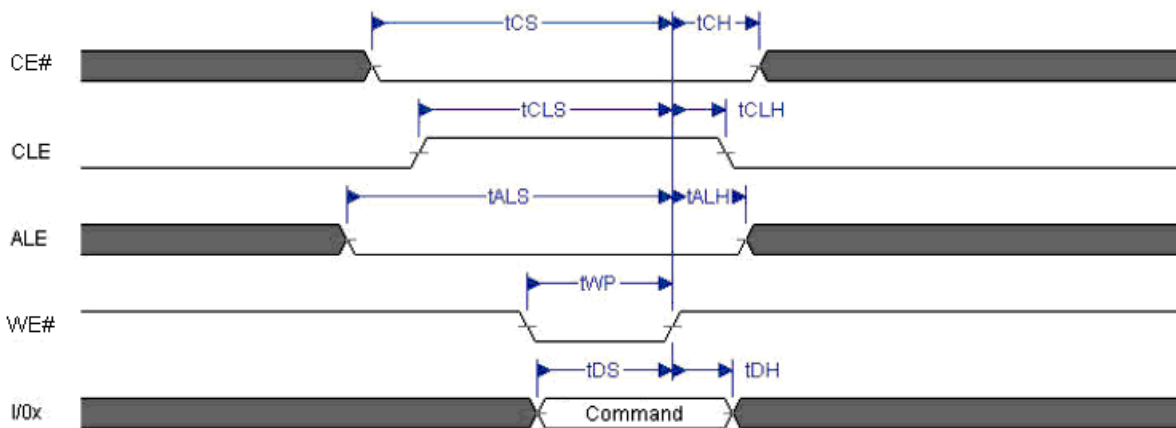 tCS tCH
CE#
tCLS tCLH
CLE
tALS tALH
ALE
tWP
WE#
tDS tDH
I/0x Command